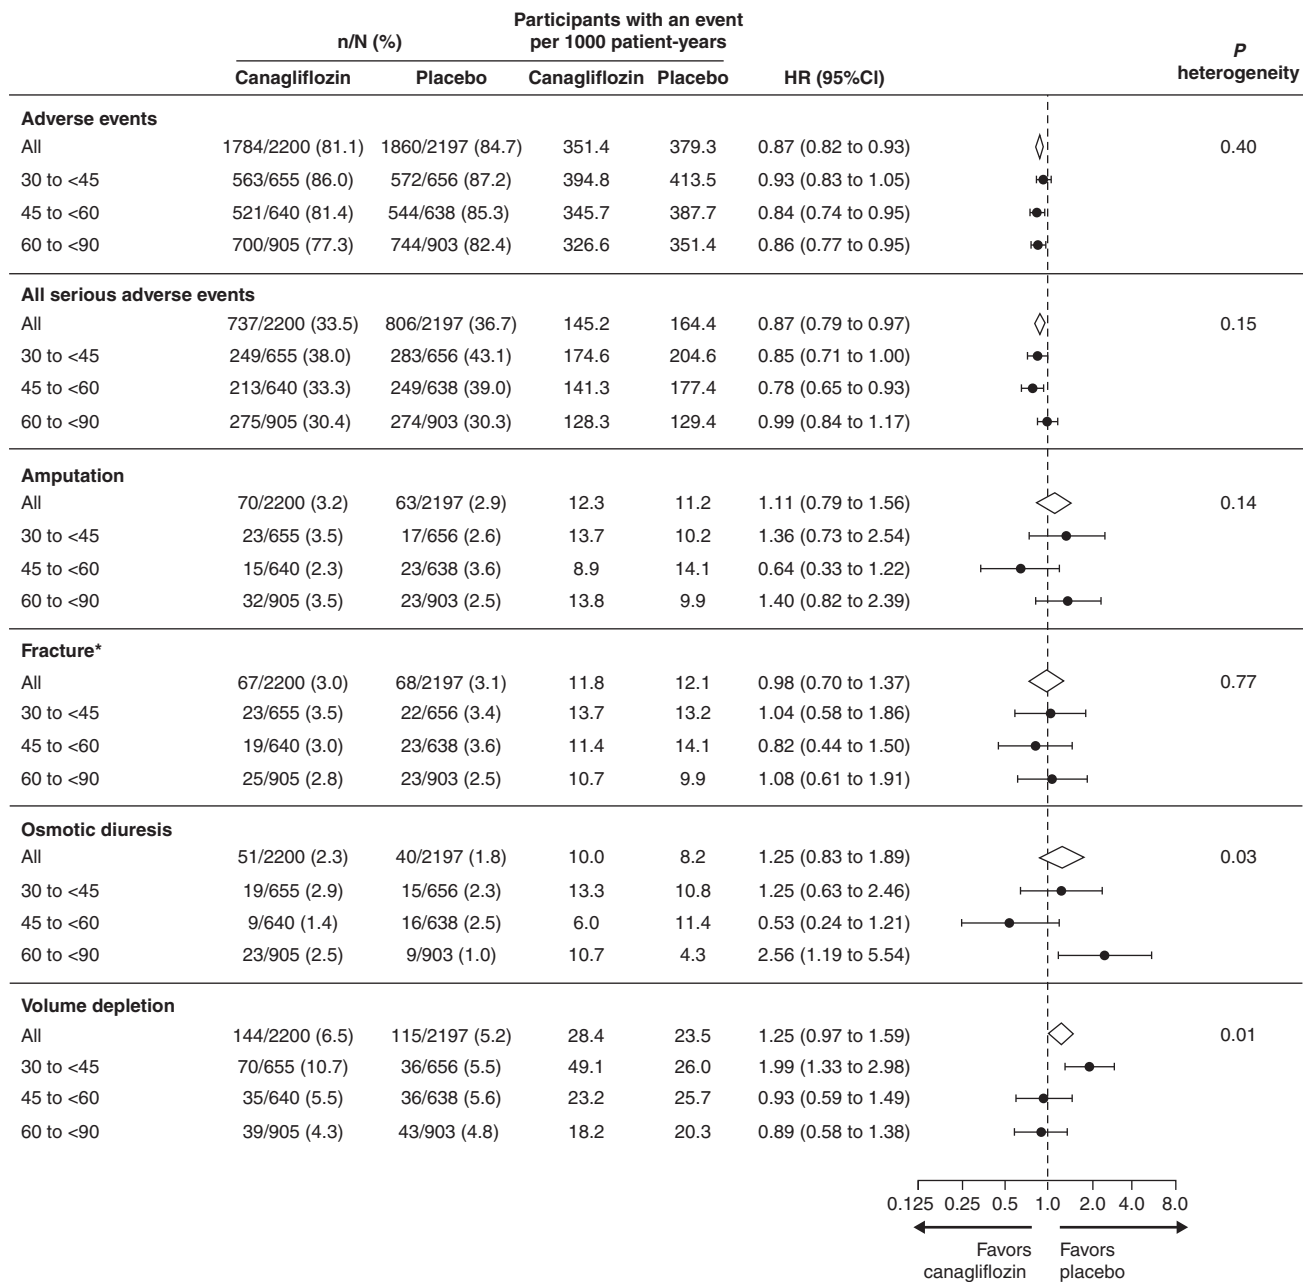 Participants with an event
n/N (%) per 1000 patient-years P
Canagliflozin Placebo Canagliflozin Placebo HR (95%CI) heterogeneity
Adverse events
All 1784/2200 (81.1) 1860/2197 (84.7) 351.4 379.3 0.87 (0.82 to 0.93) 0.40
30 to <45 563/655 (86.0) 572/656 (87.2) 394.8 413.5 0.93 (0.83 to 1.05)
45 to <60 521/640 (81.4) 544/638 (85.3) 345.7 387.7 0.84 (0.74 to 0.95)
60 to <90 700/905 (77.3) 744/903 (82.4) 326.6 351.4 0.86 (0.77 to 0.95)
All serious adverse events
All 737/2200 (33.5) 806/2197 (36.7) 145.2 164.4 0.87 (0.79 to 0.97) 0.15
30 to <45 249/655 (38.0) 283/656 (43.1) 174.6 204.6 0.85 (0.71 to 1.00)
45 to <60 213/640 (33.3) 249/638 (39.0) 141.3 177.4 0.78 (0.65 to 0.93)
60 to <90 275/905 (30.4) 274/903 (30.3) 128.3 129.4 0.99 (0.84 to 1.17)
Amputation
All 70/2200 (3.2) 63/2197 (2.9) 12.3 11.2 1.11 (0.79 to 1.56) 0.14
30 to <45 23/655 (3.5) 17/656 (2.6) 13.7 10.2 1.36 (0.73 to 2.54)
45 to <60 15/640 (2.3) 23/638 (3.6) 8.9 14.1 0.64 (0.33 to 1.22)
60 to <90 32/905 (3.5) 23/903 (2.5) 13.8 9.9 1.40 (0.82 to 2.39)
Fracture*
All 67/2200 (3.0) 68/2197 (3.1) 11.8 12.1 0.98 (0.70 to 1.37) 0.77
30 to <45 23/655 (3.5) 22/656 (3.4) 13.7 13.2 1.04 (0.58 to 1.86)
45 to <60 19/640 (3.0) 23/638 (3.6) 11.4 14.1 0.82 (0.44 to 1.50)
60 to <90 25/905 (2.8) 23/903 (2.5) 10.7 9.9 1.08 (0.61 to 1.91)
Osmotic diuresis
All 51/2200 (2.3) 40/2197 (1.8) 10.0 8.2 1.25 (0.83 to 1.89) 0.03
30 to <45 19/655 (2.9) 15/656 (2.3) 13.3 10.8 1.25 (0.63 to 2.46)
45 to <60 9/640 (1.4) 16/638 (2.5) 6.0 11.4 0.53 (0.24 to 1.21)
60 to <90 23/905 (2.5) 9/903 (1.0) 10.7 4.3 2.56 (1.19 to 5.54)
Volume depletion
All 144/2200 (6.5) 115/2197 (5.2) 28.4 23.5 1.25 (0.97 to 1.59) 0.01
30 to <45 70/655 (10.7) 36/656 (5.5) 49.1 26.0 1.99 (1.33 to 2.98)
45 to <60 35/640 (5.5) 36/638 (5.6) 23.2 25.7 0.93 (0.59 to 1.49)
60 to <90 39/905 (4.3) 43/903 (4.8) 18.2 20.3 0.89 (0.58 to 1.38)
0.125 0.25 0.5 1.0 2.0 4.0 8.0
Favors Favors
canagliflozin placebo